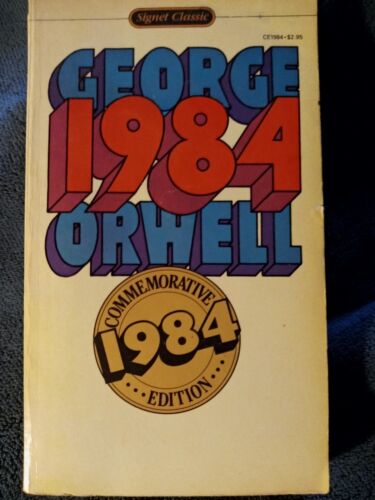 Signet Classic
CE1984 • $2.95
GEORGE
1984
ORWELL
COMMEMORATIVE
1984
• • • EDITION • • •